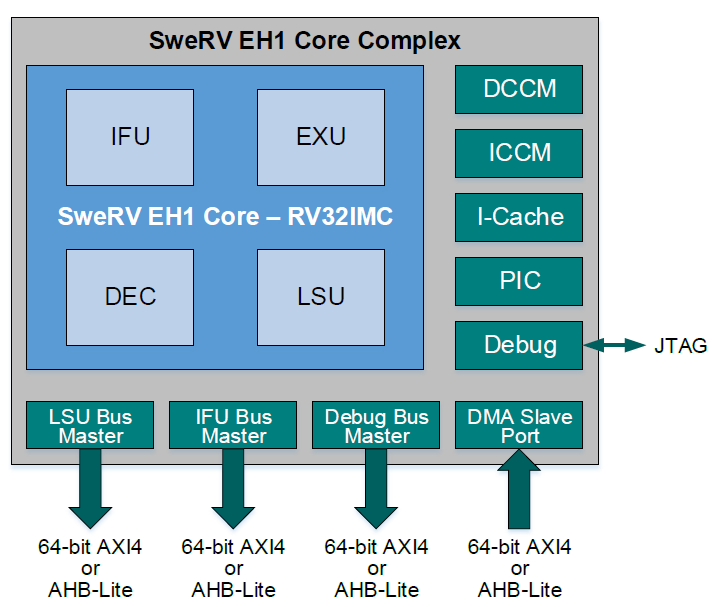 SweRV EH1 Core Complex
IFU
EXU
SweRV EH1 Core – RV32IMC
DEC
LSU
DCCM
ICCM
I-Cache
PIC
Debug
JTAG
LSU Bus
Master
IFU Bus
Master
Debug Bus
Master
DMA Slave
Port
64-bit AXI4
or
AHB-Lite
64-bit AXI4
or
AHB-Lite
64-bit AXI4
or
AHB-Lite
64-bit AXI4
or
AHB-Lite